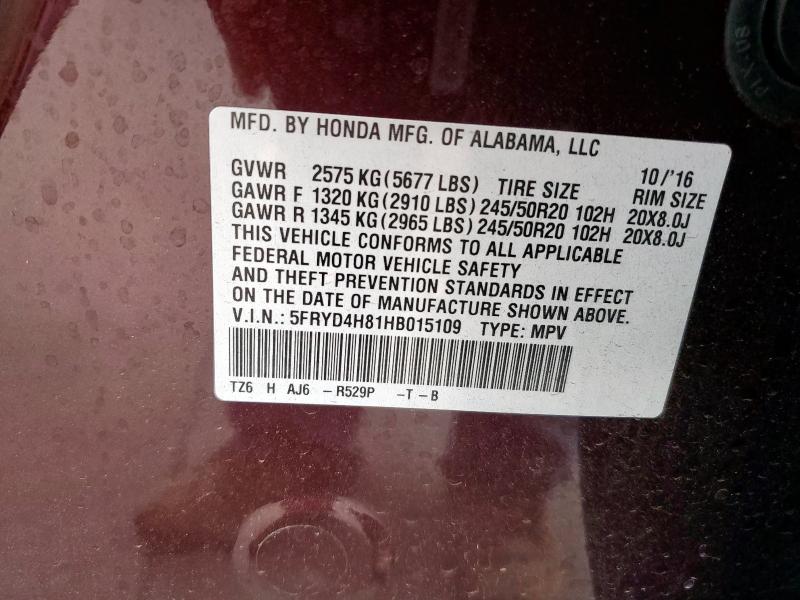 MFD. BY HONDA MFG. OF ALABAMA, LLC
10/'16
GVWR 2575 KG (5677 LBS) TIRE SIZE RIM SIZE
GAWR F 1320 KG (2910 LBS) 245/50R20 102H 20X8.0J
GAWR R 1345 KG (2965 LBS) 245/50R20 102H 20X8.0J
THIS VEHICLE CONFORMS TO ALL APPLICABLE
FEDERAL MOTOR VEHICLE SAFETY
AND THEFT PREVENTION STANDARDS IN EFFECT
ON THE DATE OF MANUFACTURE SHOWN ABOVE.
V.I.N.: 5FRYD4H81HB015109 TYPE: MPV
TZ6 H AJ6 – R529P –T – B